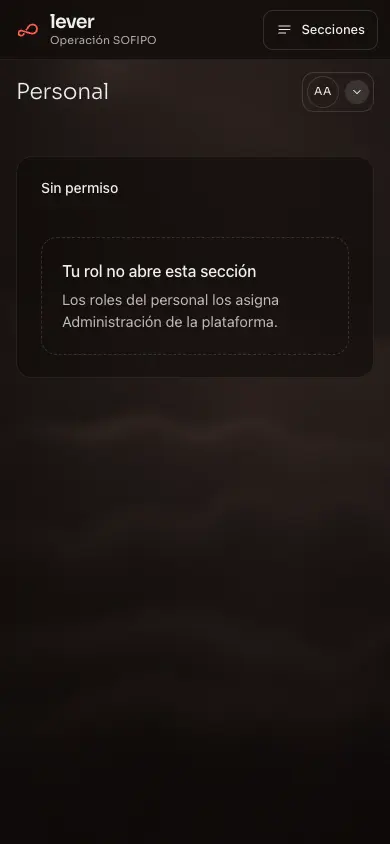 lever
Operación SOFIPO
Secciones
Personal
AA
Sin permiso
Tu rol no abre esta sección
Los roles del personal los asigna
Administración de la plataforma.